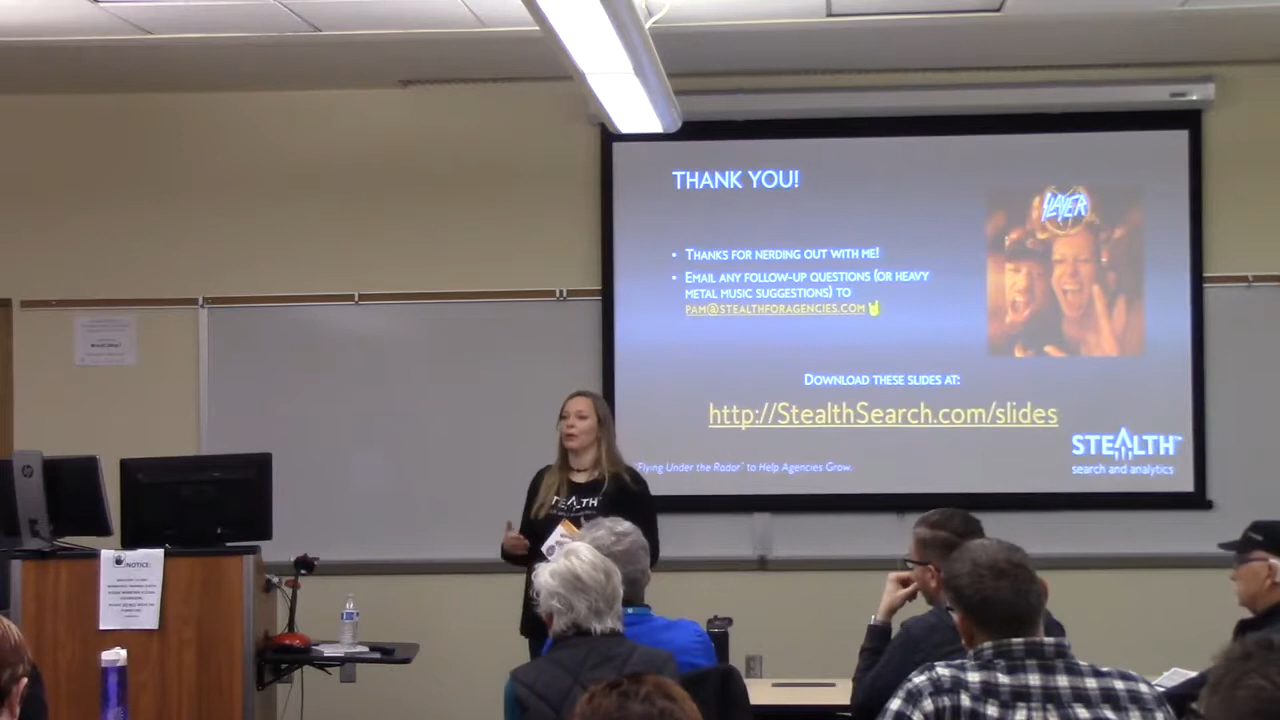 THANK YOU!
SLAYER
• THANKS FOR NERDING OUT WITH ME!
• EMAIL ANY FOLLOW-UP QUESTIONS (OR HEAVY
METAL MUSIC SUGGESTIONS) TO
PAM@STEALTHFORAGENCIES.COM 🤘
DOWNLOAD THESE SLIDES AT:
http://StealthSearch.com/slides
"Flying Under the Radar" to Help Agencies Grow.
STEALTH™
search and analytics
STEALTH
NOTICE:
hp